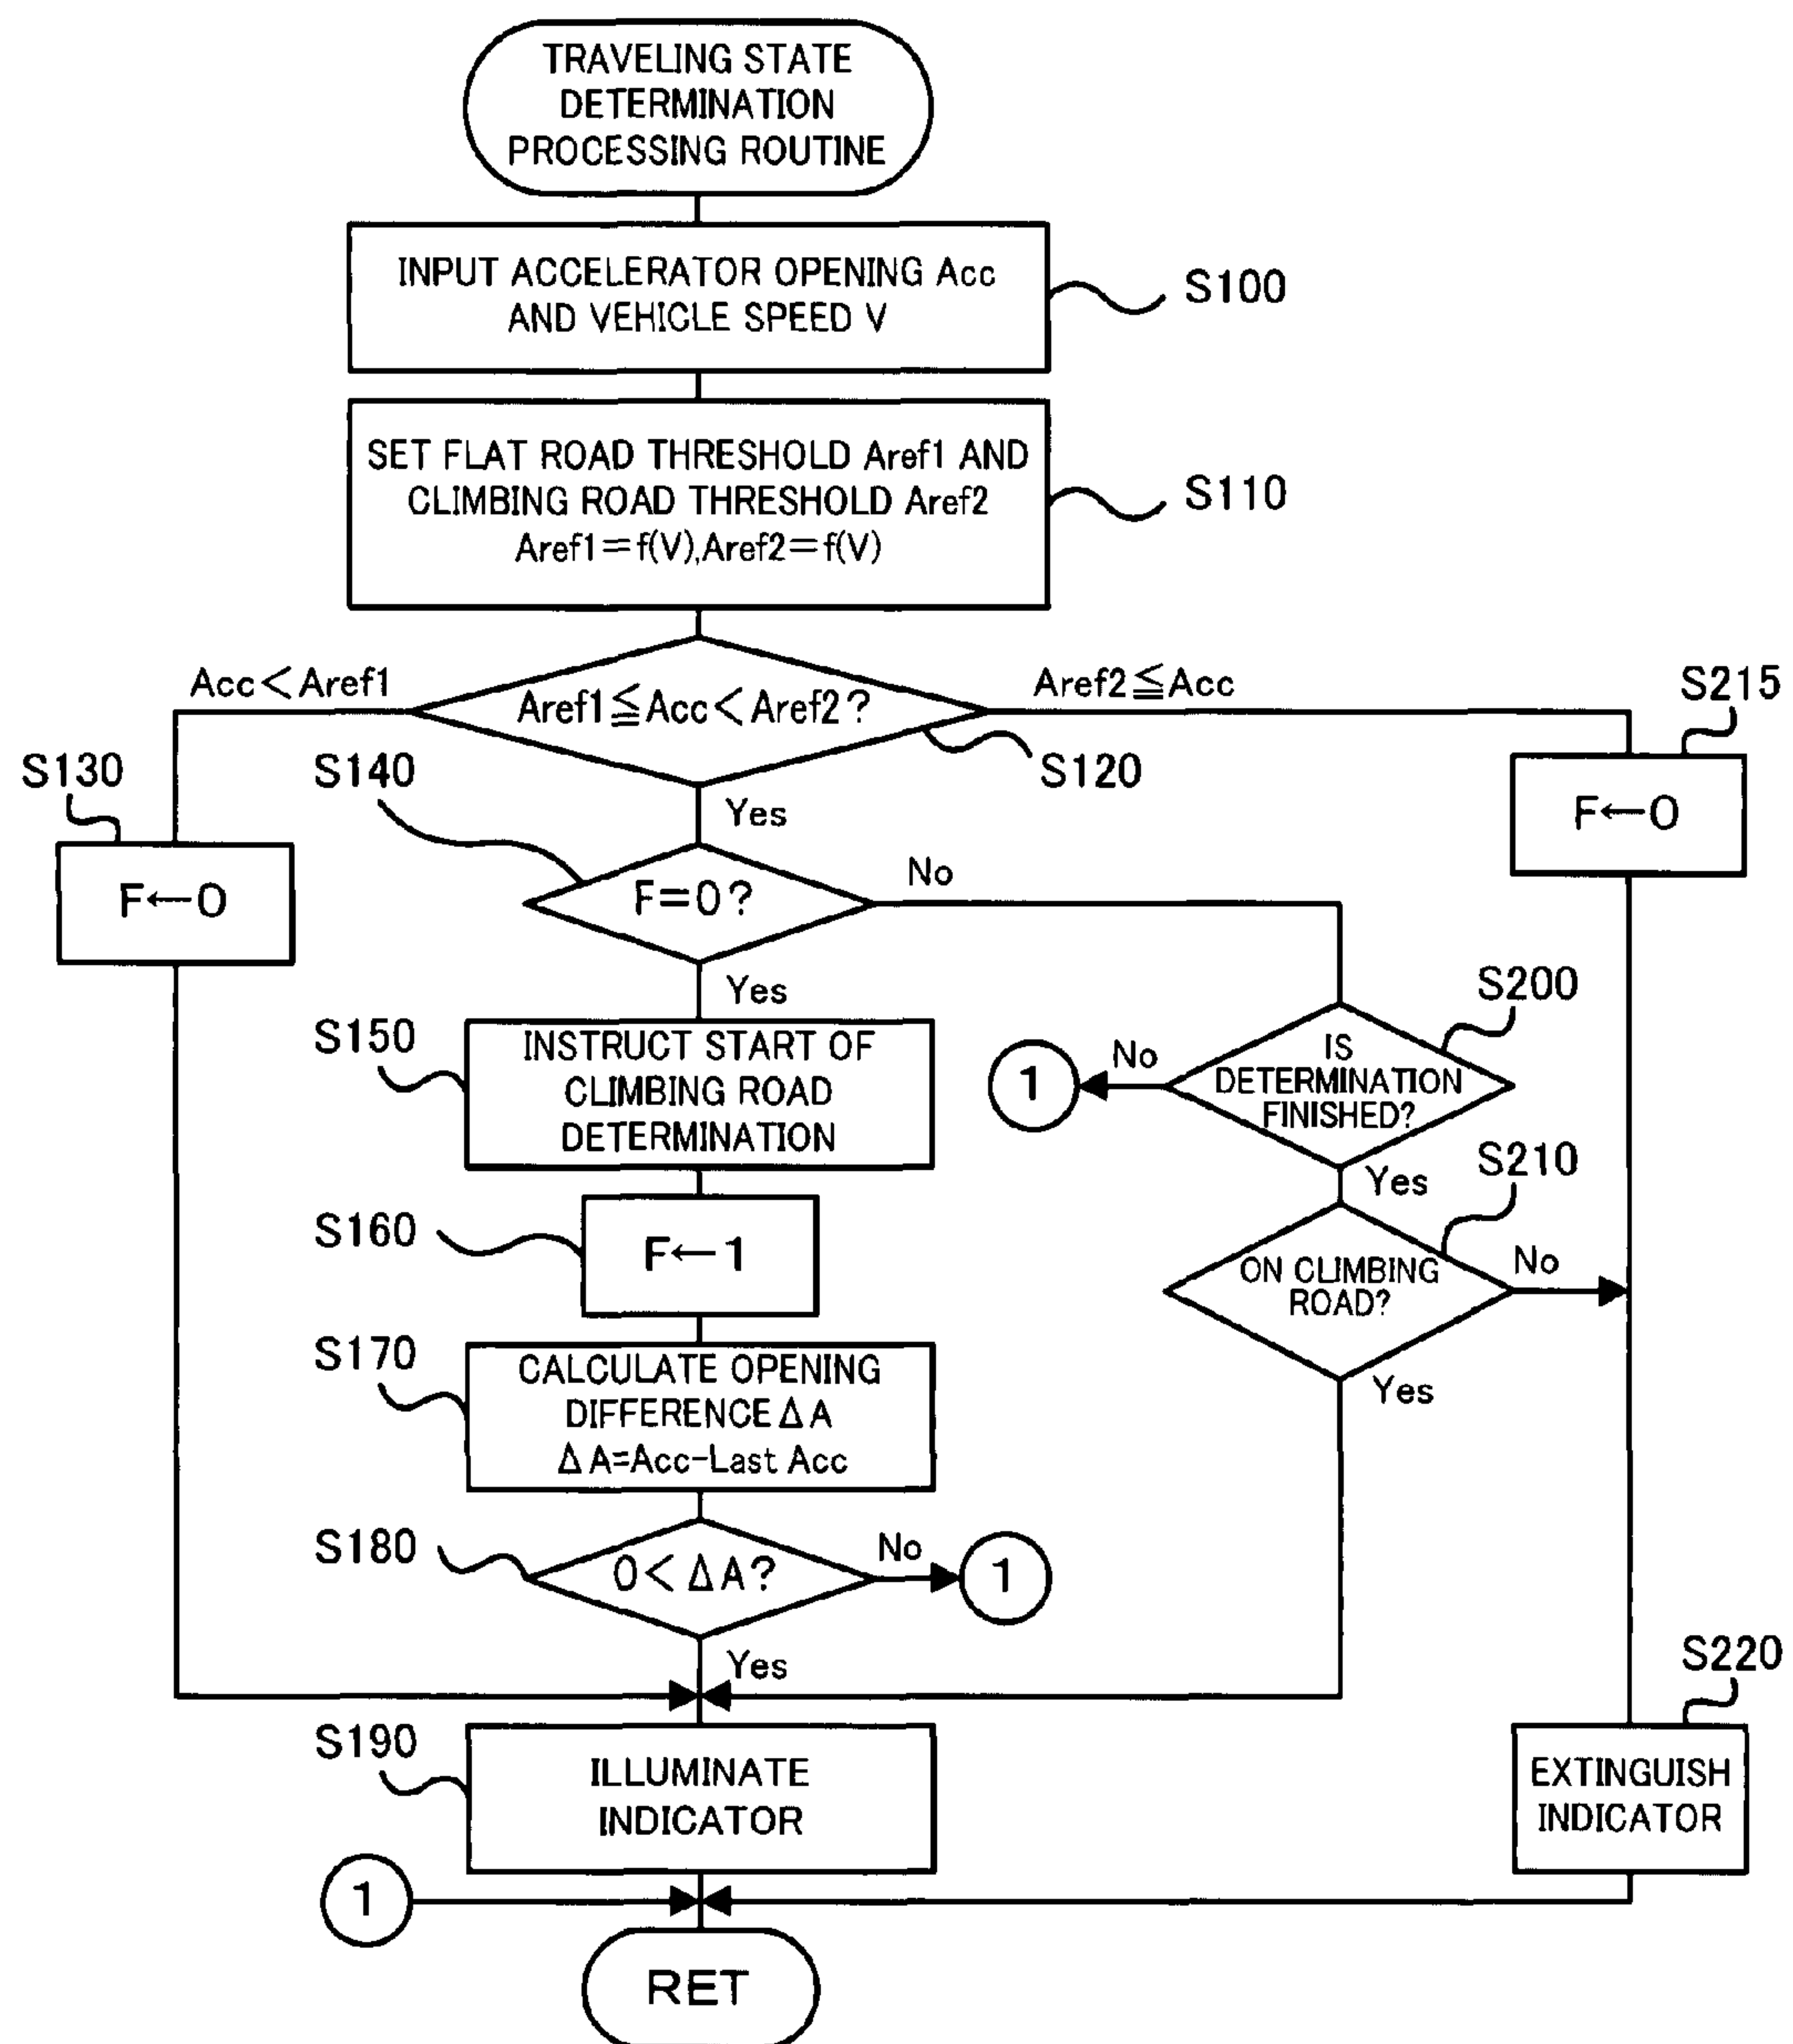 TRAVELING STATE
DETERMINATION
PROCESSING ROUTINE
INPUT ACCELERATOR OPENING Acc
AND VEHICLE SPEED V
S100
SET FLAT ROAD THRESHOLD Aref1 AND
CLIMBING ROAD THRESHOLD Aref2
Aref1=f(V),Aref2=f(V)
S110
Acc<Aref1
Aref1≦Acc<Aref2?
Aref2≦Acc
S120
S215
F←0
S130
F←0
S140
Yes
F=0?
No
Yes
S150
INSTRUCT START OF
CLIMBING ROAD
DETERMINATION
S200
IS
DETERMINATION
FINISHED?
No
1
Yes
S160
F←1
S210
ON CLIMBING
ROAD?
No
Yes
S170
CALCULATE OPENING
DIFFERENCE ΔA
ΔA=Acc-Last Acc
S180
0<ΔA?
No
1
Yes
S190
ILLUMINATE
INDICATOR
S220
EXTINGUISH
INDICATOR
1
RET